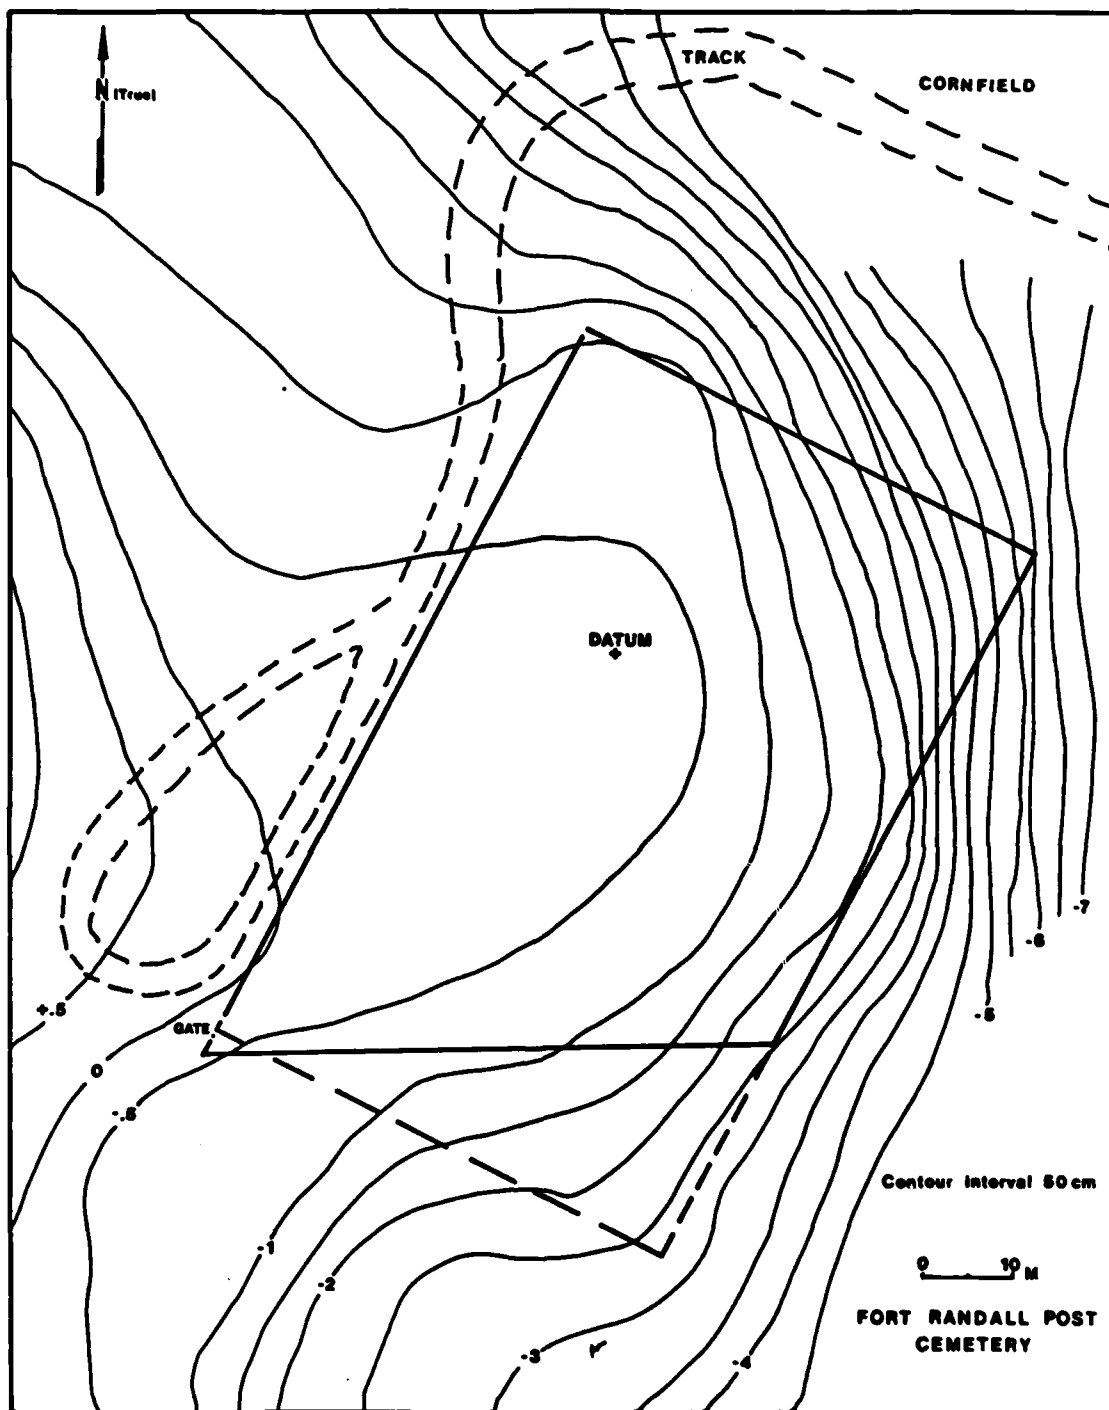 TRACK
CORNFIELD
N (True)
DATUM
+.5
GATE
0
-.5
-1
-2
-3
-4
-5
-6
-7
Contour interval 50 cm
0 10 M
FORT RANDALL POST
CEMETERY